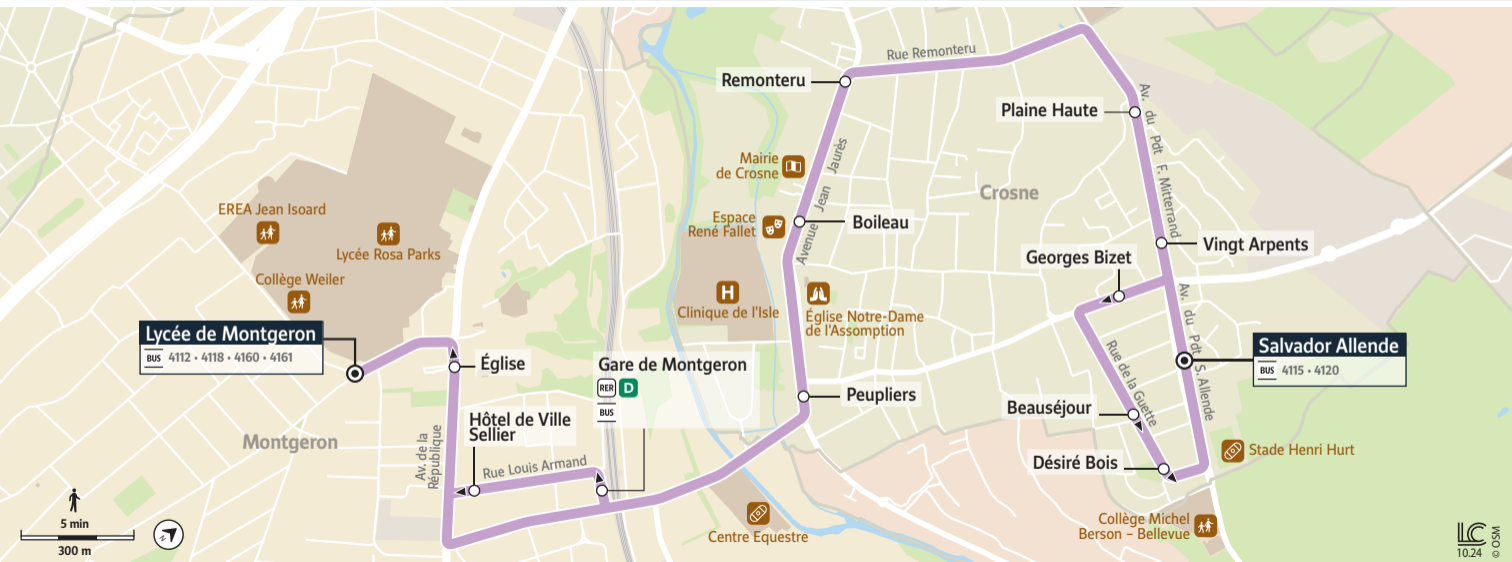 Rue Remonteru
Remonteru
Av. du Pdt F. Mitterrand
Plaine Haute
Mairie
de Crosne
Avenue Jean Jaurès
Crosne
EREA Jean Isoard
Lycée Rosa Parks
Espace
René Fallet
Boileau
Vingt Arpents
Georges Bizet
Collège Weiler
H
Clinique de l'Isle
Église Notre-Dame
de l'Assomption
Av. du Pdt S. Allende
Lycée de Montgeron
BUS 4112 • 4118 • 4160 • 4161
Salvador Allende
BUS 4115 • 4120
Église
Gare de Montgeron
RER D
BUS
Rue de la Guette
Peupliers
Beauséjour
Hôtel de Ville
Sellier
Montgeron
Av. de la
République
Rue Louis Armand
Désiré Bois
Stade Henri Hurt
5 min
300 m
N
Centre Equestre
Collège Michel
Berson – Bellevue
LC
10.24
© OSM